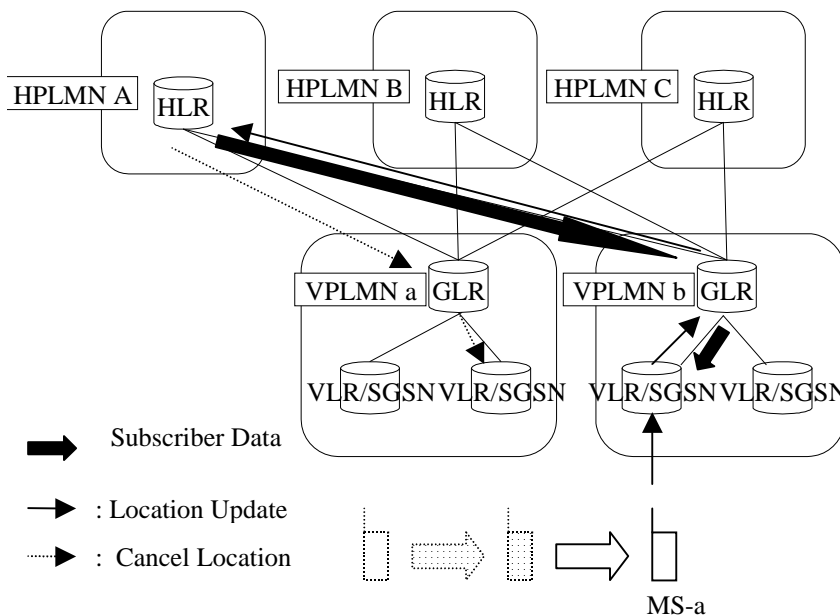 HPLMN A
HLR
HPLMN B
HLR
HPLMN C
HLR
VPLMN a
GLR
VPLMN b
GLR
VLR/SGSN
VLR/SGSN
VLR/SGSN
VLR/SGSN
Subscriber Data
: Location Update
: Cancel Location
MS-a